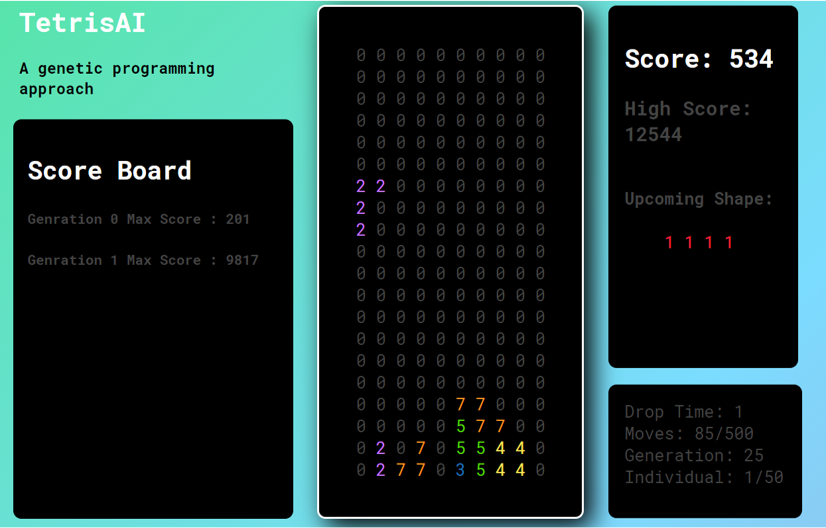 TetrisAI
A genetic programming
approach
Score Board
Genration 0 Max Score : 201
Genration 1 Max Score : 9817
0 0 0 0 0 0 0 0 0 0
0 0 0 0 0 0 0 0 0 0
0 0 0 0 0 0 0 0 0 0
0 0 0 0 0 0 0 0 0 0
0 0 0 0 0 0 0 0 0 0
0 0 0 0 0 0 0 0 0 0
2 2 0 0 0 0 0 0 0 0
2 0 0 0 0 0 0 0 0 0
2 0 0 0 0 0 0 0 0 0
0 0 0 0 0 0 0 0 0 0
0 0 0 0 0 0 0 0 0 0
0 0 0 0 0 0 0 0 0 0
0 0 0 0 0 0 0 0 0 0
0 0 0 0 0 0 0 0 0 0
0 0 0 0 0 0 0 0 0 0
0 0 0 0 0 0 0 0 0 0
0 0 0 0 0 7 7 0 0 0
0 0 0 0 0 5 7 7 0 0
0 2 0 7 0 5 5 4 4 0
0 2 7 7 0 3 5 4 4 0
Score: 534
High Score:
12544
Upcoming Shape:
1 1 1 1
Drop Time: 1
Moves: 85/500
Generation: 25
Individual: 1/50